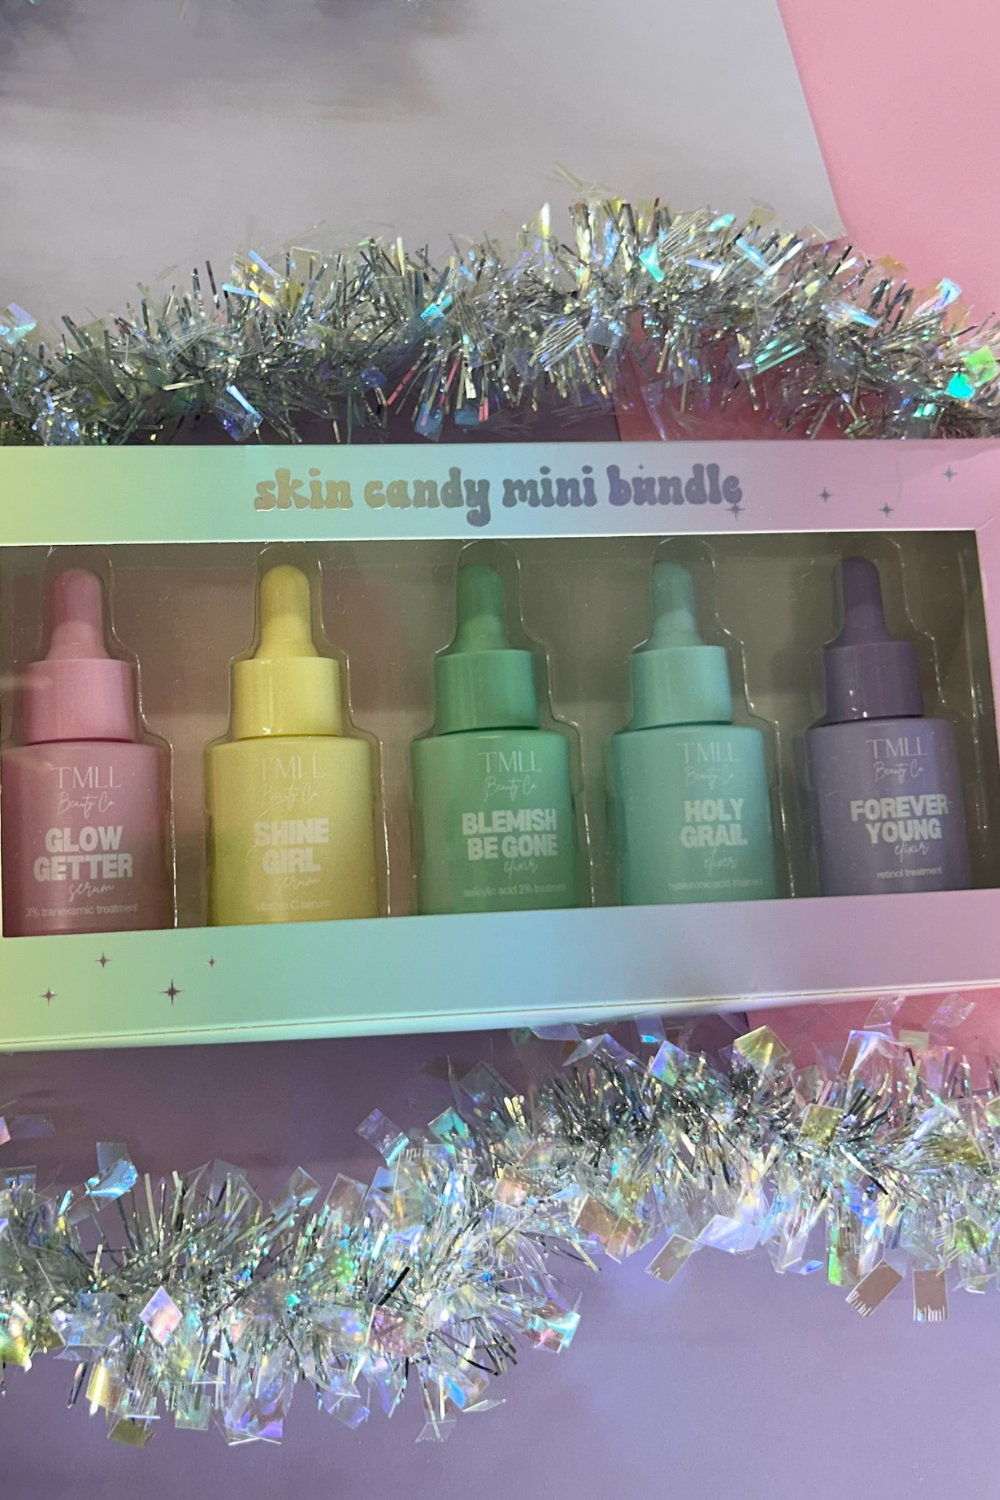 skin candy mini bundle
TMLL
Beauty Co
GLOW
GETTER
serum
3% tranexamic treatment
TMLL
Beauty Co
SHINE
GIRL
serum
vitamin C serum
TMLL
Beauty Co
BLEMISH
BE GONE
elixir
salicylic acid 2% treatment
TMLL
Beauty Co
HOLY
GRAIL
elixir
hyaluronic acid treatment
TMLL
Beauty Co
FOREVER
YOUNG
elixir
retinol treatment